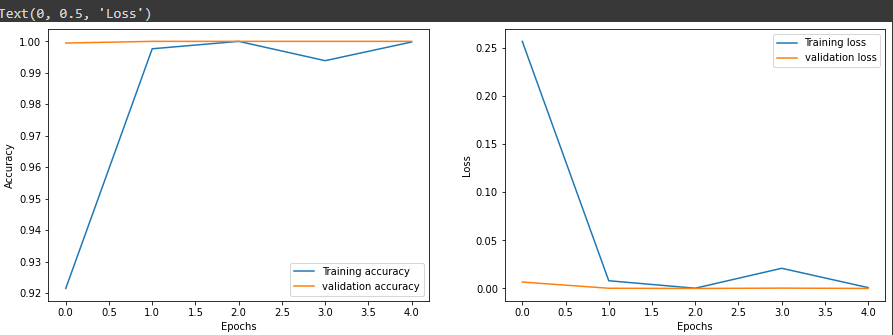 Text(0, 0.5, 'Loss')
1.00
0.99
0.98
0.97
0.96
0.95
0.94
0.93
0.92
Accuracy
0.0 0.5 1.0 1.5 2.0 2.5 3.0 3.5 4.0
Epochs
Training accuracy
validation accuracy
0.25
0.20
0.15
0.10
0.05
0.00
Loss
0.0 0.5 1.0 1.5 2.0 2.5 3.0 3.5 4.0
Epochs
Training loss
validation loss